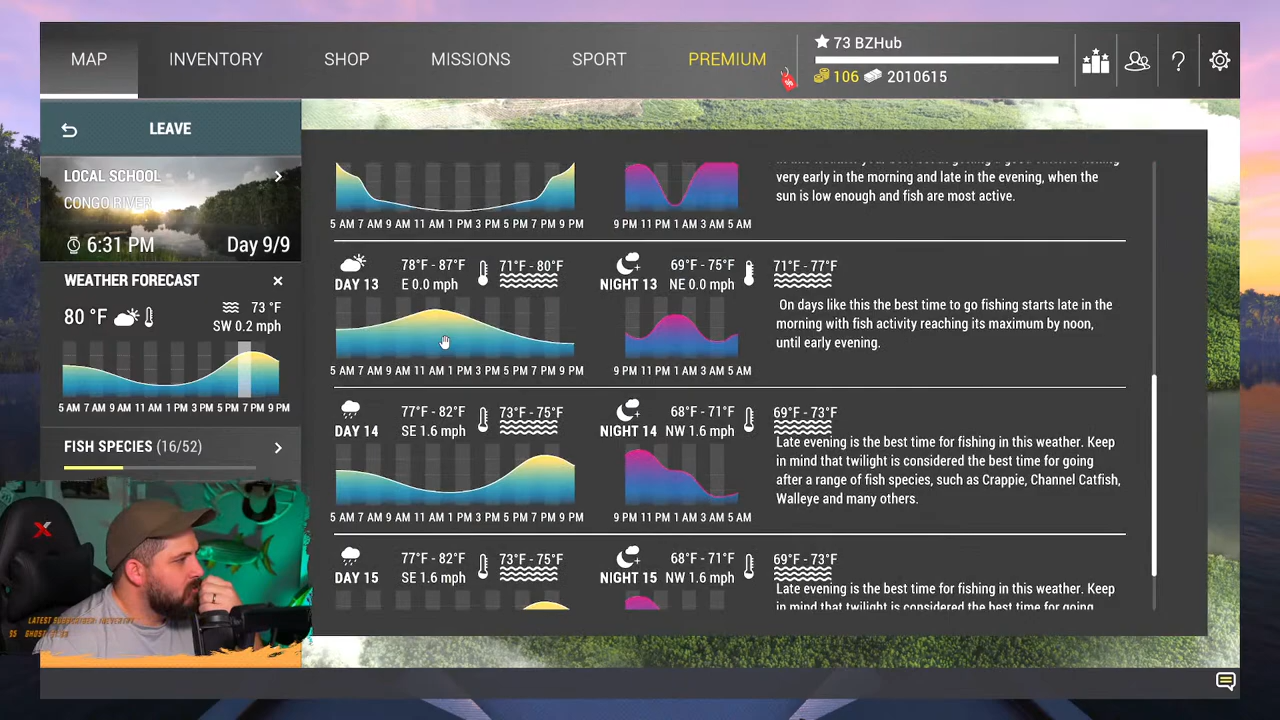 MAP INVENTORY SHOP MISSIONS SPORT PREMIUM
73 BZHub
106 2010615
LEAVE
LOCAL SCHOOL
CONGO RIVER
6:31 PM Day 9/9
WEATHER FORECAST
80 °F 73 °F
SW 0.2 mph
5 AM 7 AM 9 AM 11 AM 1 PM 3 PM 5 PM 7 PM 9 PM
FISH SPECIES (16/52)
very early in the morning and late in the evening, when the
sun is low enough and fish are most active.
5 AM 7 AM 9 AM 11 AM 1 PM 3 PM 5 PM 7 PM 9 PM 9 PM 11 PM 1 AM 3 AM 5 AM
78°F - 87°F 71°F - 80°F 69°F - 75°F 71°F - 77°F
DAY 13 E 0.0 mph NIGHT 13 NE 0.0 mph
On days like this the best time to go fishing starts late in the
morning with fish activity reaching its maximum by noon,
until early evening.
5 AM 7 AM 9 AM 11 AM 1 PM 3 PM 5 PM 7 PM 9 PM 9 PM 11 PM 1 AM 3 AM 5 AM
77°F - 82°F 73°F - 75°F 68°F - 71°F 69°F - 73°F
DAY 14 SE 1.6 mph NIGHT 14 NW 1.6 mph
Late evening is the best time for fishing in this weather. Keep
in mind that twilight is considered the best time for going
after a range of fish species, such as Crappie, Channel Catfish,
Walleye and many others.
5 AM 7 AM 9 AM 11 AM 1 PM 3 PM 5 PM 7 PM 9 PM 9 PM 11 PM 1 AM 3 AM 5 AM
77°F - 82°F 73°F - 75°F 68°F - 71°F 69°F - 73°F
DAY 15 SE 1.6 mph NIGHT 15 NW 1.6 mph
Late evening is the best time for fishing in this weather. Keep
in mind that twilight is considered the best time for going
LATEST SUBSCRIBER: